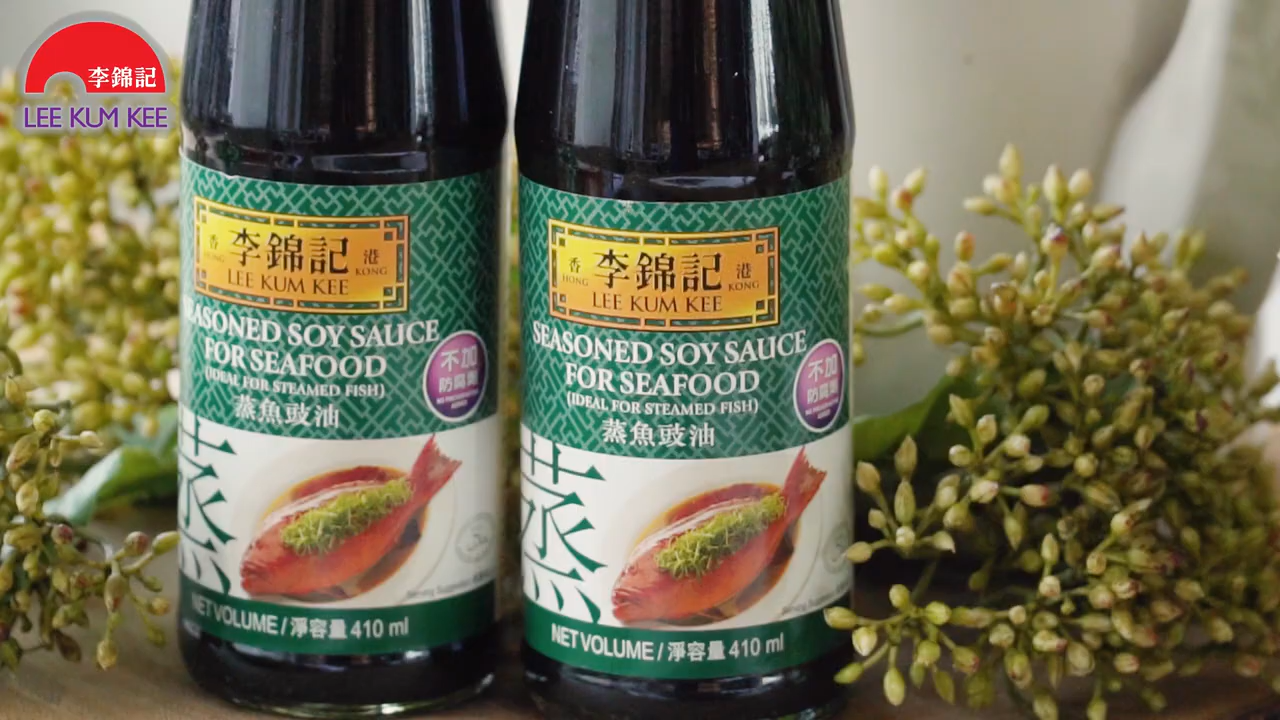 李錦記
LEE KUM KEE
香 李錦記 港
HONG LEE KUM KEE KONG
SEASONED SOY SAUCE
FOR SEAFOOD
(IDEAL FOR STEAMED FISH)
蒸魚豉油
不加
防腐劑
蒸
NET VOLUME / 淨容量 410 ml
香 李錦記 港
HONG LEE KUM KEE KONG
SEASONED SOY SAUCE
FOR SEAFOOD
(IDEAL FOR STEAMED FISH)
蒸魚豉油
不加
防腐劑
NO PRESERVATIVES
ADDED
蒸
NET VOLUME / 淨容量 410 ml